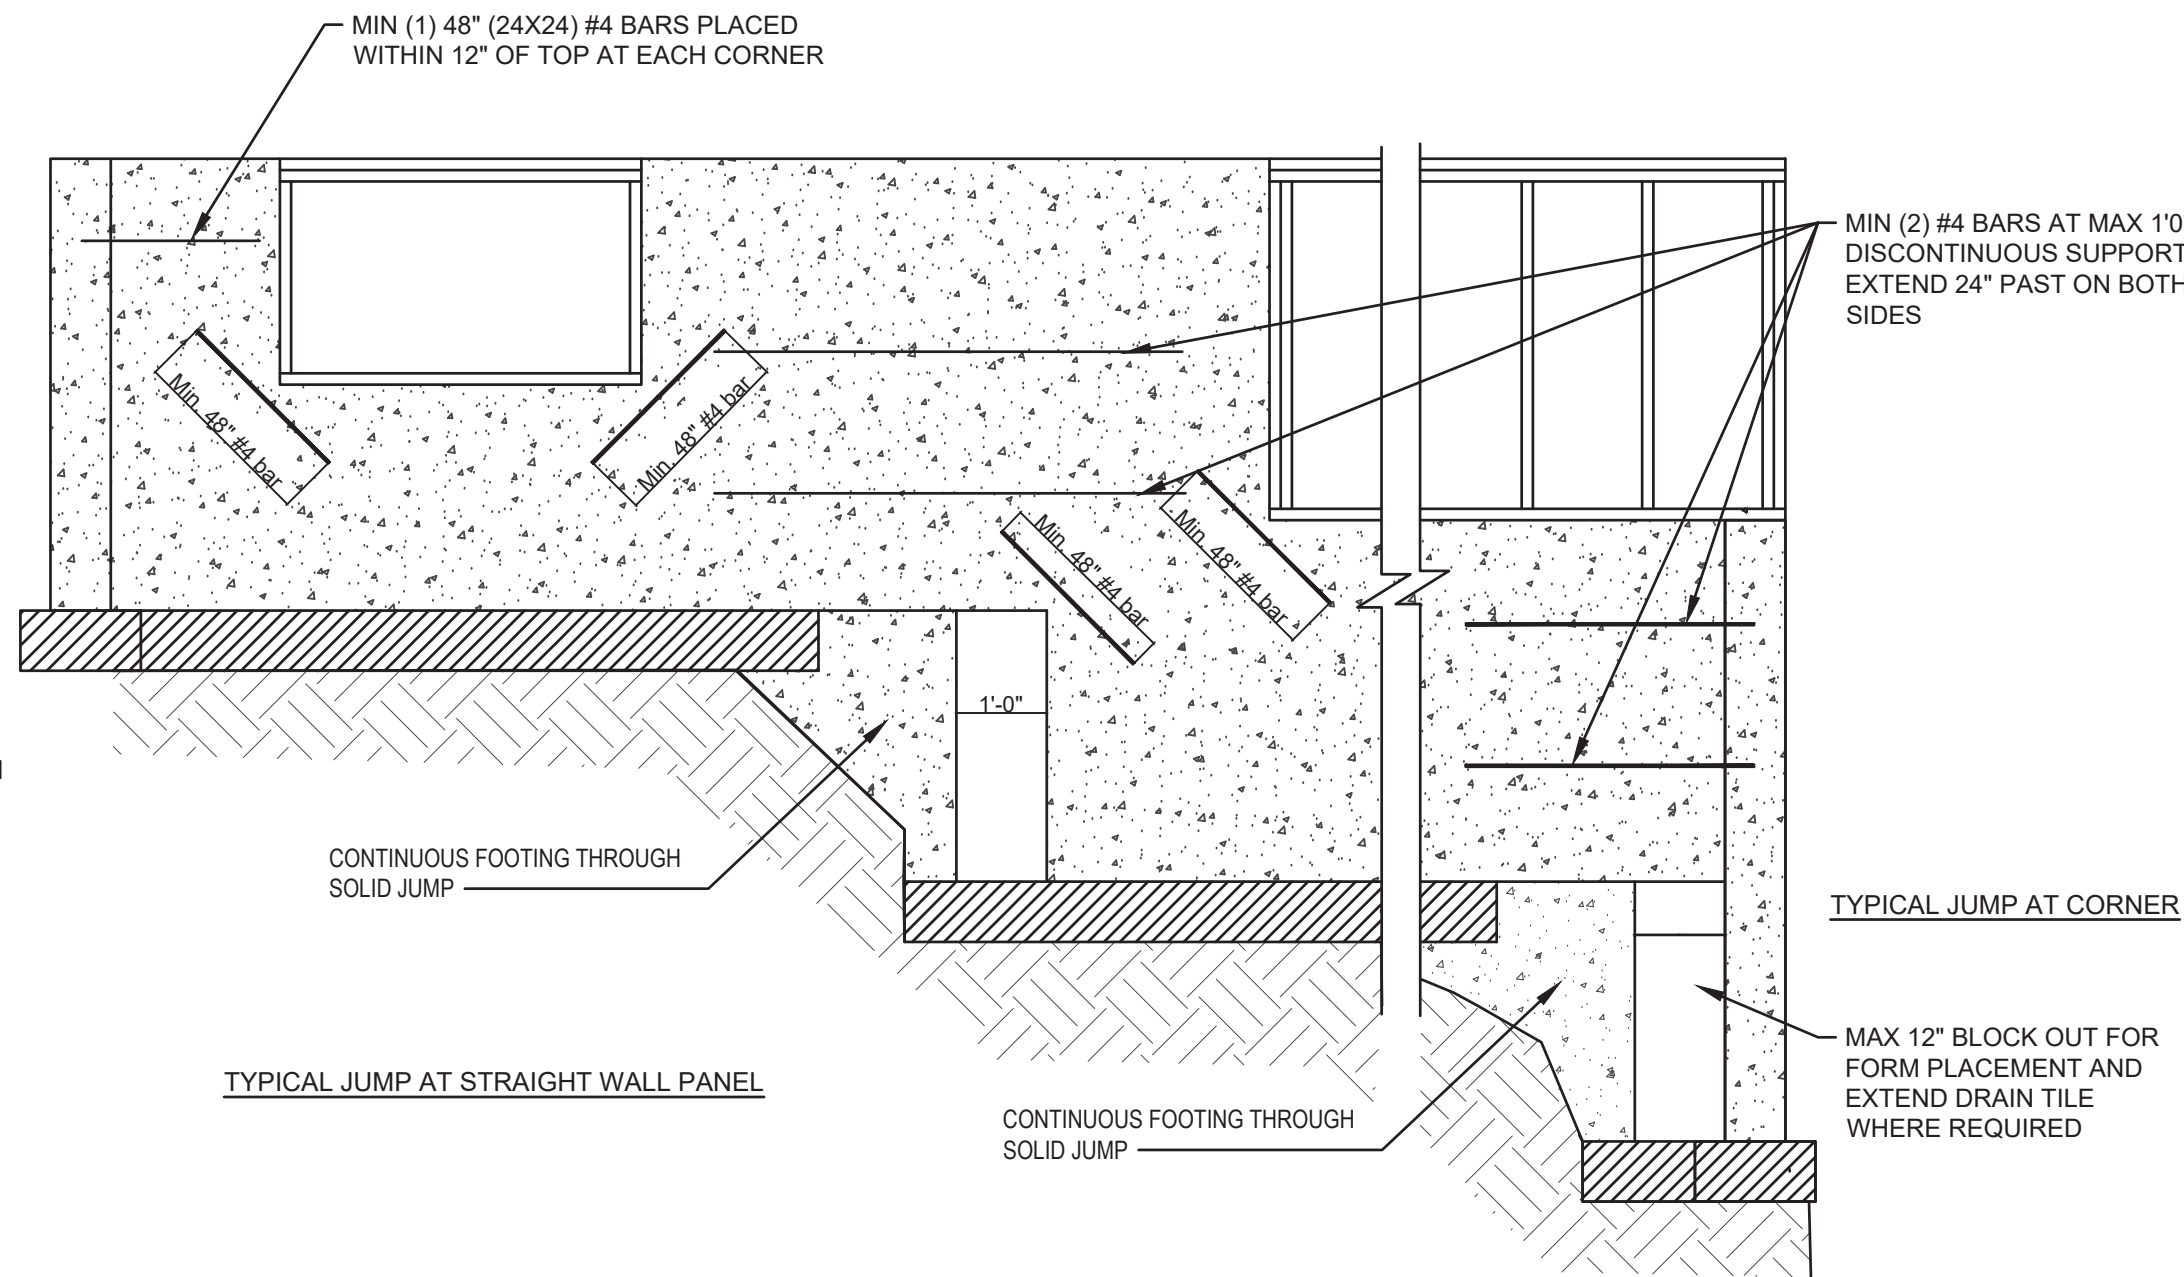 MIN (1) 48" (24X24) #4 BARS PLACED
WITHIN 12" OF TOP AT EACH CORNER
MIN (2) #4 BARS AT MAX 1'0
DISCONTINUOUS SUPPORT
EXTEND 24" PAST ON BOTH
SIDES
Min. 48" #4 bar
Min. 48" #4 bar
Min. 48" #4 bar
Min. 48" #4 bar
1'-0"
CONTINUOUS FOOTING THROUGH
SOLID JUMP
TYPICAL JUMP AT CORNER
MAX 12" BLOCK OUT FOR
FORM PLACEMENT AND
EXTEND DRAIN TILE
WHERE REQUIRED
TYPICAL JUMP AT STRAIGHT WALL PANEL
CONTINUOUS FOOTING THROUGH
SOLID JUMP